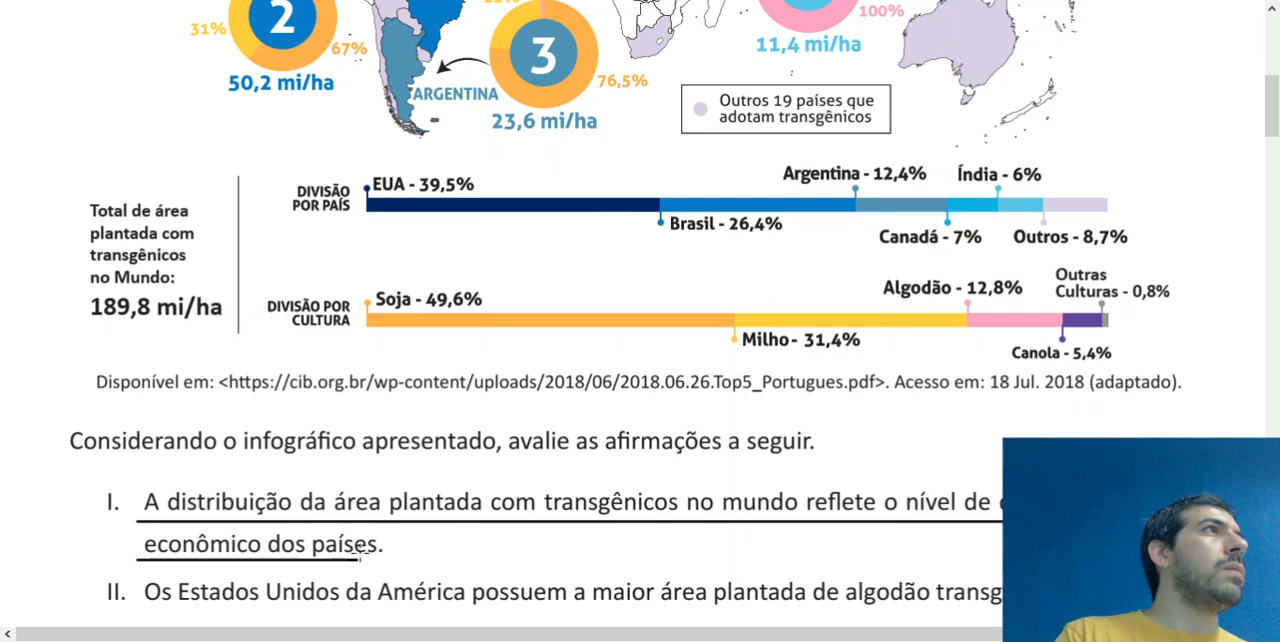 2
31%
67%
50,2 mi/ha
3
76,5%
ARGENTINA
23,6 mi/ha
100%
11,4 mi/ha
Outros 19 países que
adotam transgênicos
Total de área
plantada com
transgênicos
no Mundo:
189,8 mi/ha
DIVISÃO
POR PAÍS
EUA - 39,5%
Brasil - 26,4%
Argentina - 12,4%
Canadá - 7%
Índia - 6%
Outros - 8,7%
DIVISÃO POR
CULTURA
Soja - 49,6%
Milho - 31,4%
Algodão - 12,8%
Canola - 5,4%
Outras
Culturas - 0,8%
Disponível em: <https://cib.org.br/wp-content/uploads/2018/06/2018.06.26.Top5_Portugues.pdf>. Acesso em: 18 Jul. 2018 (adaptado).
Considerando o infográfico apresentado, avalie as afirmações a seguir.
I. A distribuição da área plantada com transgênicos no mundo reflete o nível de
econômico dos países.
II. Os Estados Unidos da América possuem a maior área plantada de algodão